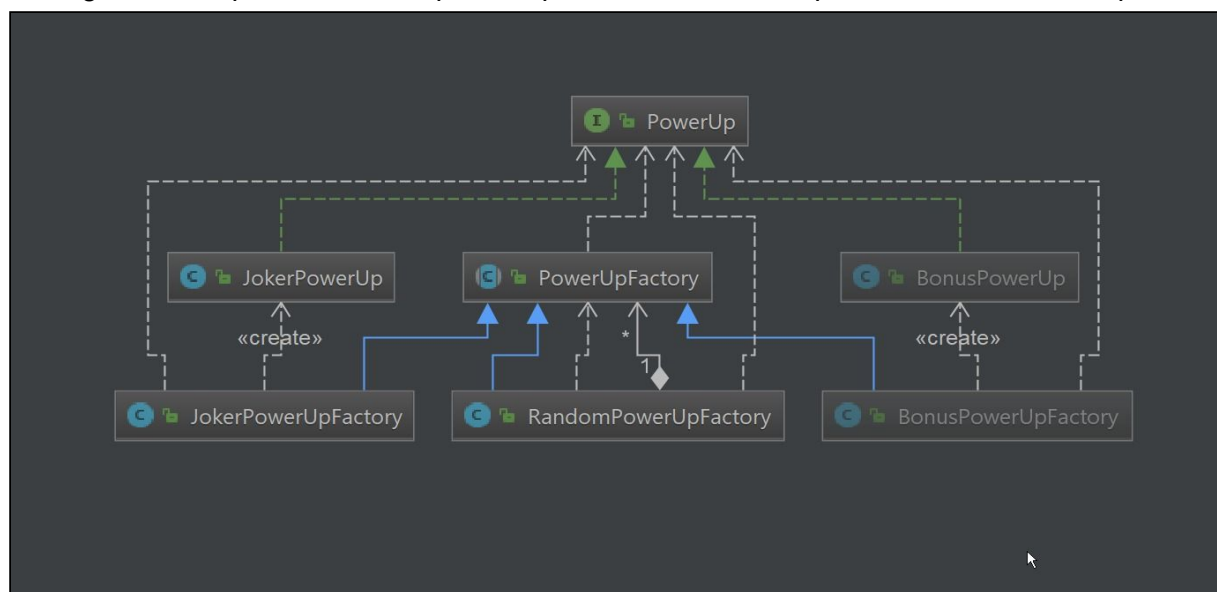 I PowerUp
C JokerPowerUp
C PowerUpFactory
C BonusPowerUp
«create»
*
«create»
1
C JokerPowerUpFactory
C RandomPowerUpFactory
C BonusPowerUpFactory